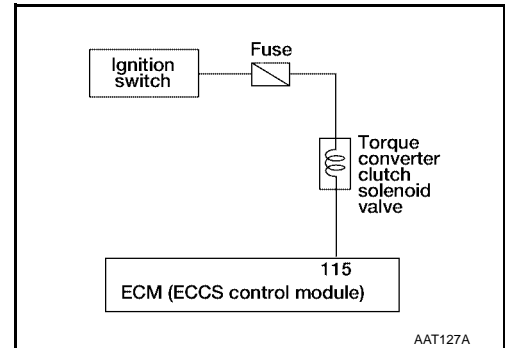 Fuse
Ignition
switch
Torque
converter
clutch
solenoid
valve
115
ECM (ECCS control module)
AAT127A